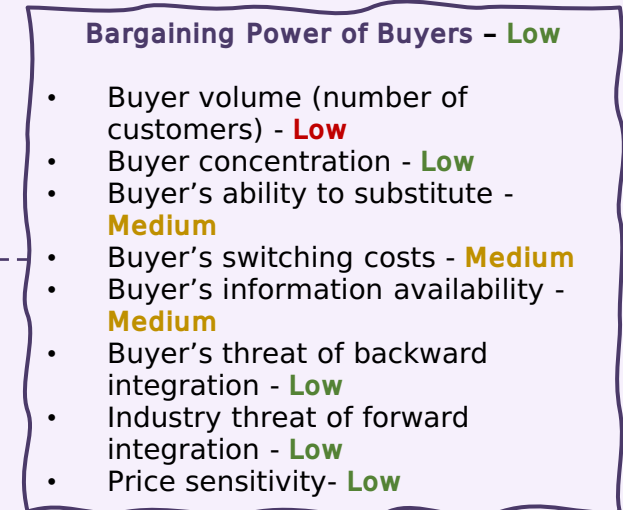 Bargaining Power of Buyers – Low
• Buyer volume (number of
customers) - Low
• Buyer concentration - Low
• Buyer’s ability to substitute -
Medium
• Buyer’s switching costs - Medium
• Buyer’s information availability -
Medium
• Buyer’s threat of backward
integration - Low
• Industry threat of forward
integration - Low
• Price sensitivity- Low